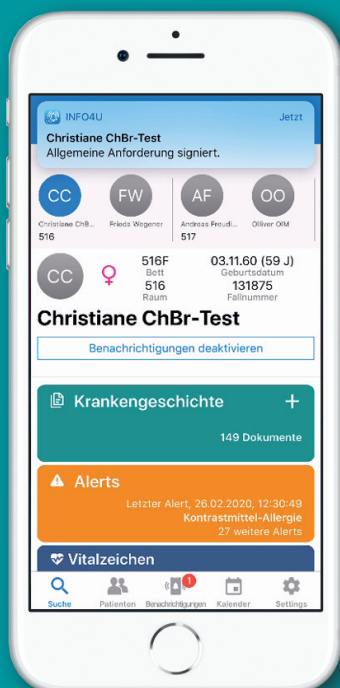 INFO4U
Jetzt
Christiane ChBr-Test
Allgemeine Anforderung signiert.
CC
FW
AF
OO
Christiane ChB...
Frieda Wegener
Andreas Freudi...
Olliver OIM
516
517
CC
516F
Bett
516
Raum
03.11.60 (59 J)
Geburtsdatum
131875
Fallnummer
Christiane ChBr-Test
Benachrichtigungen deaktivieren
Krankengeschichte
149 Dokumente
Alerts
Letzter Alert, 26.02.2020, 12:30:49
Kontrastmittel-Allergie
27 weitere Alerts
Vitalzeichen
1
Suche
Patienten
Benachrichtigungen
Kalender
Settings